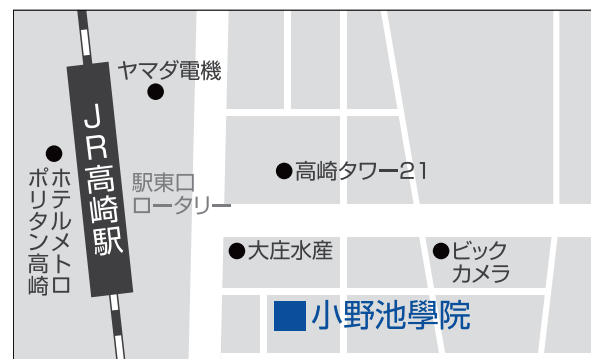 ヤマダ電機
JR高崎駅
ホテルメトロ
ポリタン高崎
駅東口
ロータリー
高崎タワー21
大庄水産
ビック
カメラ
小野池學院